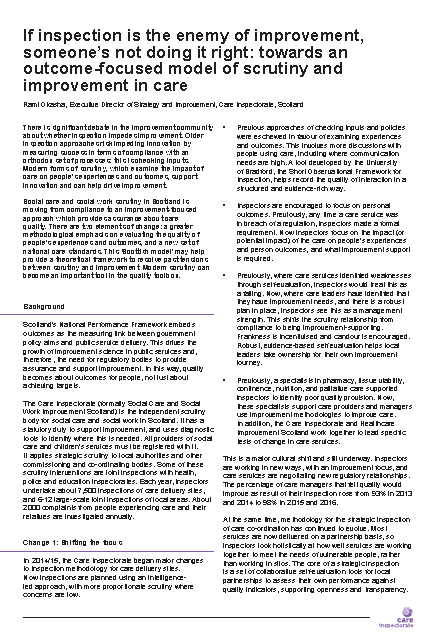 If inspection is the enemy of improvement,
someone's not doing it right: towards an
outcome-focused model of scrutiny and
improvement in care
Rami Okasha, Executive Director of Strategy and Improvement, Care Inspectorate, Scotland
There is significant debate in the improvement community
about whether inspection impedes improvement. Older
inspection approaches risk impeding innovation by
measuring success in terms of compliance with an
orthodox set of processes: this is checking inputs.
Modern forms of scrutiny, which examine the impact of
care on people's experiences and outcomes, support
innovation and can help drive improvement.
Social care and social work scrutiny in Scotland is
moving from compliance to an improvement-focused
approach which provides assurance about care
quality. There are two elements of change: a greater
methodological emphasis on evaluating the quality of
people's experiences and outcomes, and a new set of
national care standards. This Scottish model may help
provide a theoretical framework to resolve past tensions
between scrutiny and improvement. Modern scrutiny can
become an important tool in the quality toolbox.
Background
Scotland's National Performance Framework embeds
outcomes as the measuring link between government
policy aims and public service delivery. This drives the
growth of improvement science in public services and,
therefore, the need for regulatory bodies to provide
assurance and support improvement. In this way, quality
becomes about outcomes for people, not just about
achieving targets.
The Care Inspectorate (formally Social Care and Social
Work Improvement Scotland) is the independent scrutiny
body for social care and social work in Scotland. It has a
statutory duty to support improvement, and uses diagnostic
tools to identify where this is needed. All providers of social
care and children's services must be registered with it.
It applies strategic scrutiny to local authorities and other
commissioning and co-ordinating bodies. Some of these
scrutiny interventions are joint inspections with health,
police and education inspectorates. Each year, inspectors
undertake about 7,500 inspections of care delivery sites,
and 6-12 large-scale joint inspections of local areas. About
2000 complaints from people experiencing care and their
relatives are investigated annually.
Change 1: Shifting the focus
In 2014/15, the Care Inspectorate began major changes
to inspection methodology for care delivery sites.
Now inspections are planned using an intelligence-
led approach, with more proportionate scrutiny where
concerns are low.
• Previous approaches of checking inputs and policies
were eschewed in favour of examining experiences
and outcomes. This involves more discussions with
people using care, including where communication
needs are high. A tool developed by the University
of Bradford, the Short Observational Framework for
Inspection, helps record the quality of interaction in a
structured and evidence-rich way.
• Inspectors are encouraged to focus on personal
outcomes. Previously, any time a care service was
in breach of a regulation, inspectors made a formal
requirement. Now inspectors focus on the impact (or
potential impact) of the care on people's experiences
and person outcomes, and what improvement support
is required.
• Previously, where care services identified weaknesses
through self-evaluation, inspectors would treat this as
a failing. Now, where care leaders have identified that
they have improvement needs, and there is a robust
plan in place, inspectors see this as a management
strength. This shifts the scrutiny relationship from
compliance to being improvement-supporting.
Frankness is incentivised and candour is encouraged.
Robust, evidence-based self-evaluation helps local
leaders take ownership for their own improvement
journey.
• Previously, a specialist in pharmacy, tissue viability,
continence, nutrition, and palliative care supported
inspectors to identify poor quality provision. Now,
these specialists support care providers and managers
use improvement methodologies to improve care.
In addition, the Care Inspectorate and Healthcare
Improvement Scotland work together to lead specific
tests of change in care services.
This is a major cultural shift and still underway. Inspectors
are working in new ways, with an improvement focus, and
care services are negotiating new regulatory relationships.
The percentage of care managers that felt quality would
improve as result of their inspection rose from 93% in 2013
and 2014 to 98% in 2015 and 2016.
At the same time, methodology for the strategic inspection
of care co-ordination has continued to evolve. Most
services are now delivered on a partnership basis, so
inspectors look holistically at how well services are working
together to meet the needs of vulnerable people, rather
than working in silos. The core of a strategic inspection
is a set of collaborative self-evaluation tools for local
partnerships to assess their own performance against
quality indicators, supporting openness and transparency.
care
inspectorate